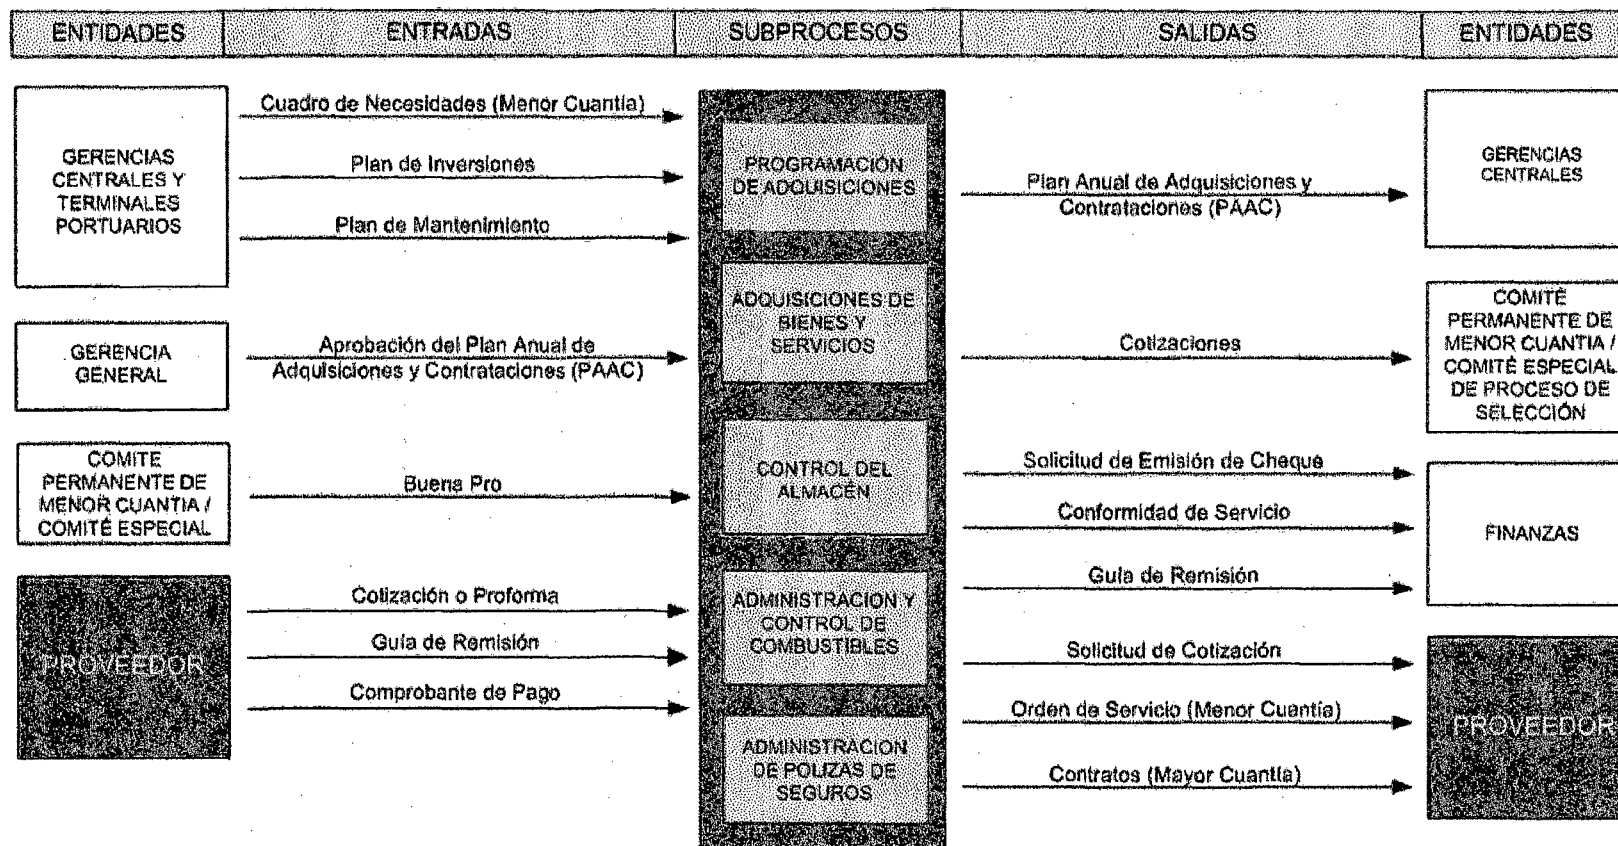 ENTIDADES
ENTRADAS
SUBPROCESOS
SALIDAS
ENTIDADES
GERENCIAS
CENTRALES Y
TERMINALES
PORTUARIOS
Cuadro de Necesidades (Menor Cuantía)
Plan de Inversiones
Plan de Mantenimiento
GERENCIA
GENERAL
Aprobación del Plan Anual de
Adquisiciones y Contrataciones (PAAC)
COMITE
PERMANENTE DE
MENOR CUANTIA /
COMITÉ ESPECIAL
Buena Pro
PROVEEDOR
Cotización o Proforma
Guía de Remisión
Comprobante de Pago
PROGRAMACIÓN
DE ADQUISICIONES
ADQUISICIONES DE
BIENES Y
SERVICIOS
CONTROL DEL
ALMACÉN
ADMINISTRACION Y
CONTROL DE
COMBUSTIBLES
ADMINISTRACION
DE POLIZAS DE
SEGUROS
Plan Anual de Adquisiciones y
Contrataciones (PAAC)
Cotizaciones
Solicitud de Emisión de Cheque
Conformidad de Servicio
Guía de Remisión
Solicitud de Cotización
Orden de Servicio (Menor Cuantía)
Contratos (Mayor Cuantía)
GERENCIAS
CENTRALES
COMITÉ
PERMANENTE DE
MENOR CUANTIA /
COMITÉ ESPECIAL
DE PROCESO DE
SELECCIÓN
FINANZAS
PROVEEDOR